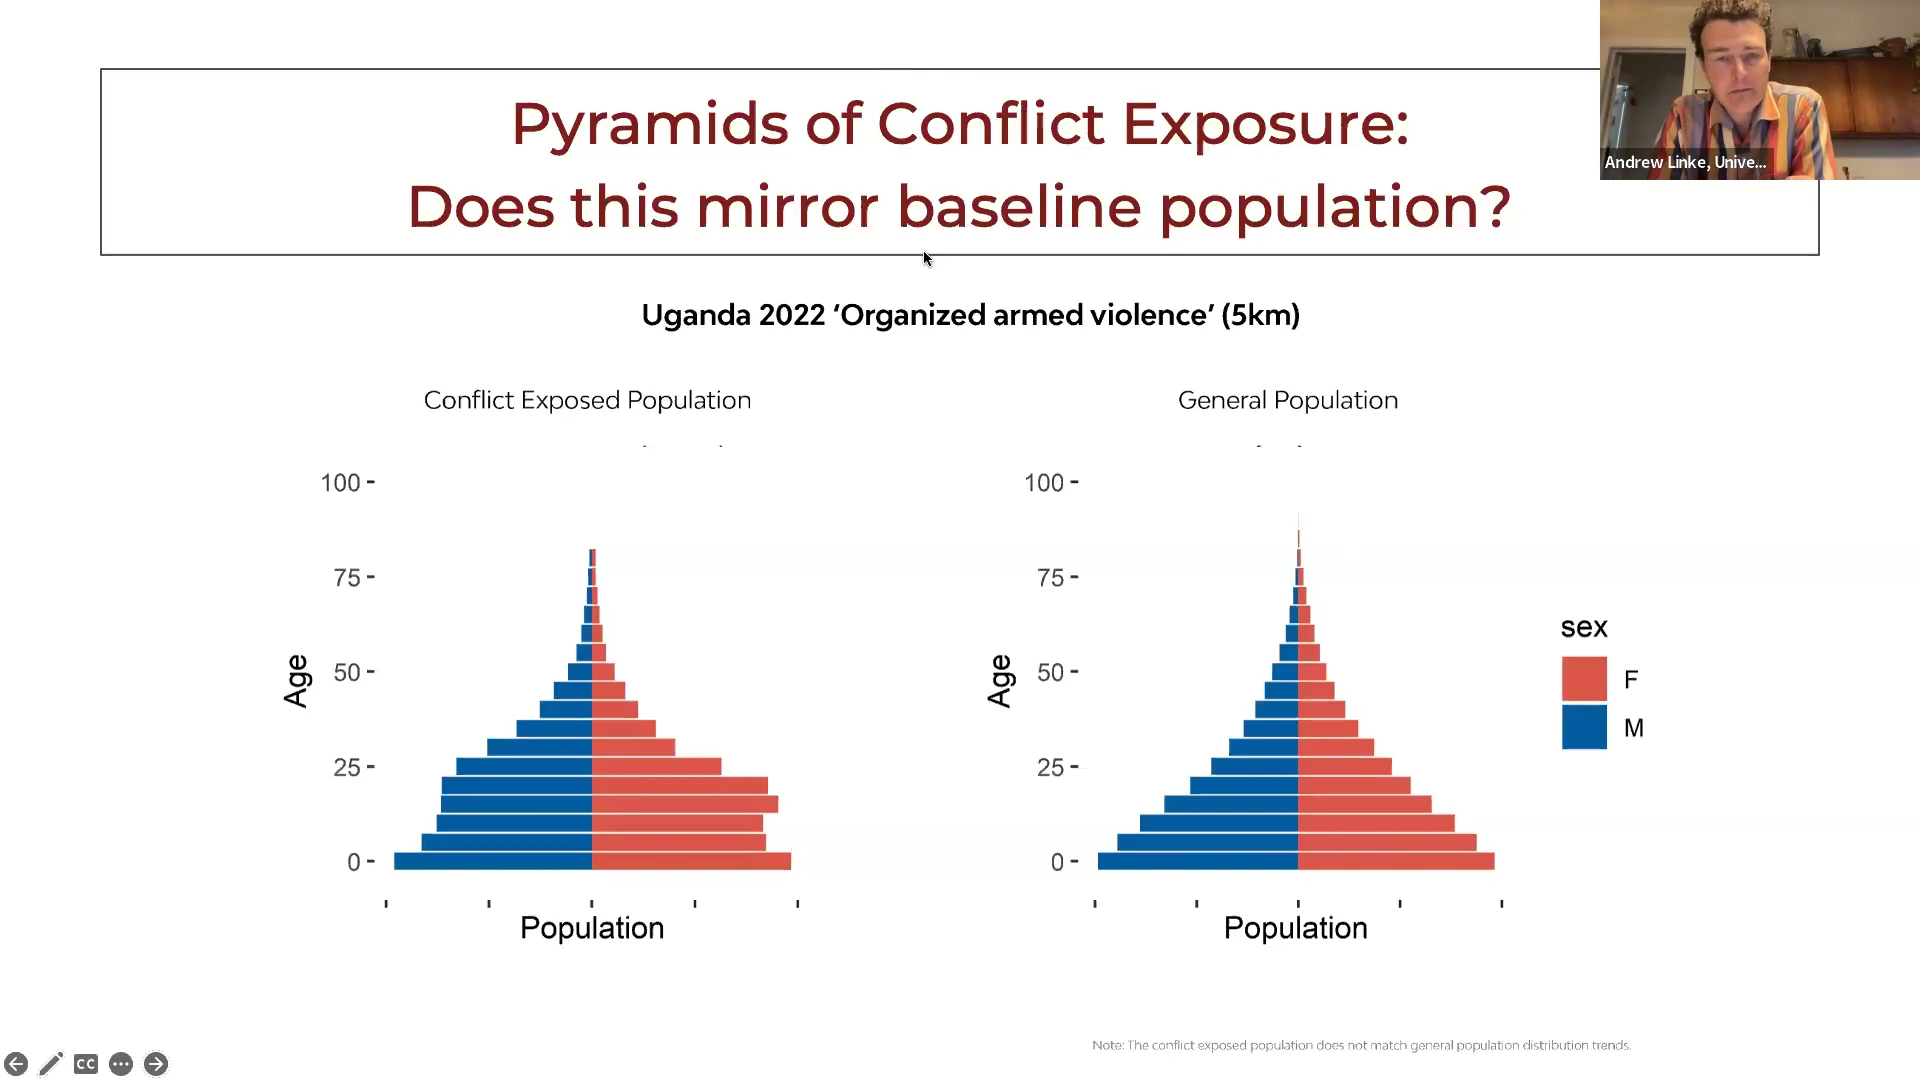 Pyramids of Conflict Exposure:
Does this mirror baseline population?
Andrew Linke, Unive...
Uganda 2022 ‘Organized armed violence’ (5km)
Conflict Exposed Population
General Population
100
75
50
25
0
Age
Population
100
75
50
25
0
Age
Population
sex
F
M
Note: The conflict exposed population does not match general population distribution trends.
CC